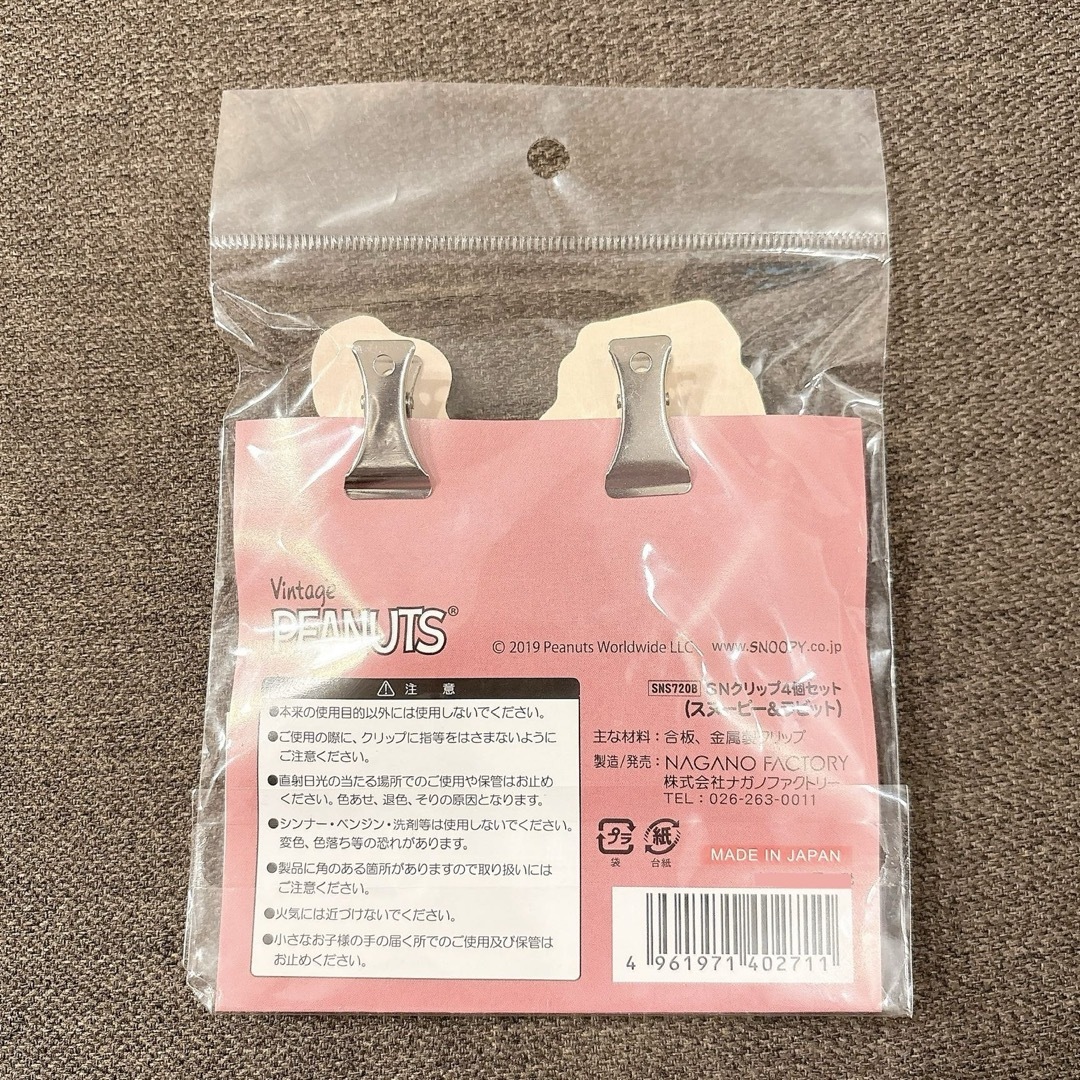 Vintage
PEANUTS®
© 2019 Peanuts Worldwide LLC www.SNOOPY.co.jp
⚠ 注 意
●本来の使用目的以外には使用しないでください。
●ご使用の際に、クリップに指等をはさまないように
ご注意ください。
●直射日光の当たる場所でのご使用や保管はお止め
ください。色あせ、退色、そりの原因となります。
●シンナー・ベンジン・洗剤等は使用しないでください。
変色、色落ち等の恐れがあります。
●製品に角のある箇所がありますので取り扱いには
ご注意ください。
●火気には近づけないでください。
●小さなお子様の手の届く所でのご使用及び保管は
お止めください。
SNS720B SNクリップ4個セット
(スヌーピー&ラビット)
主な材料:合板、金属製クリップ
製造/発売:NAGANO FACTORY
株式会社ナガノファクトリー
TEL:026-263-0011
プラ 紙
袋 台紙
MADE IN JAPAN
4 961971 402711